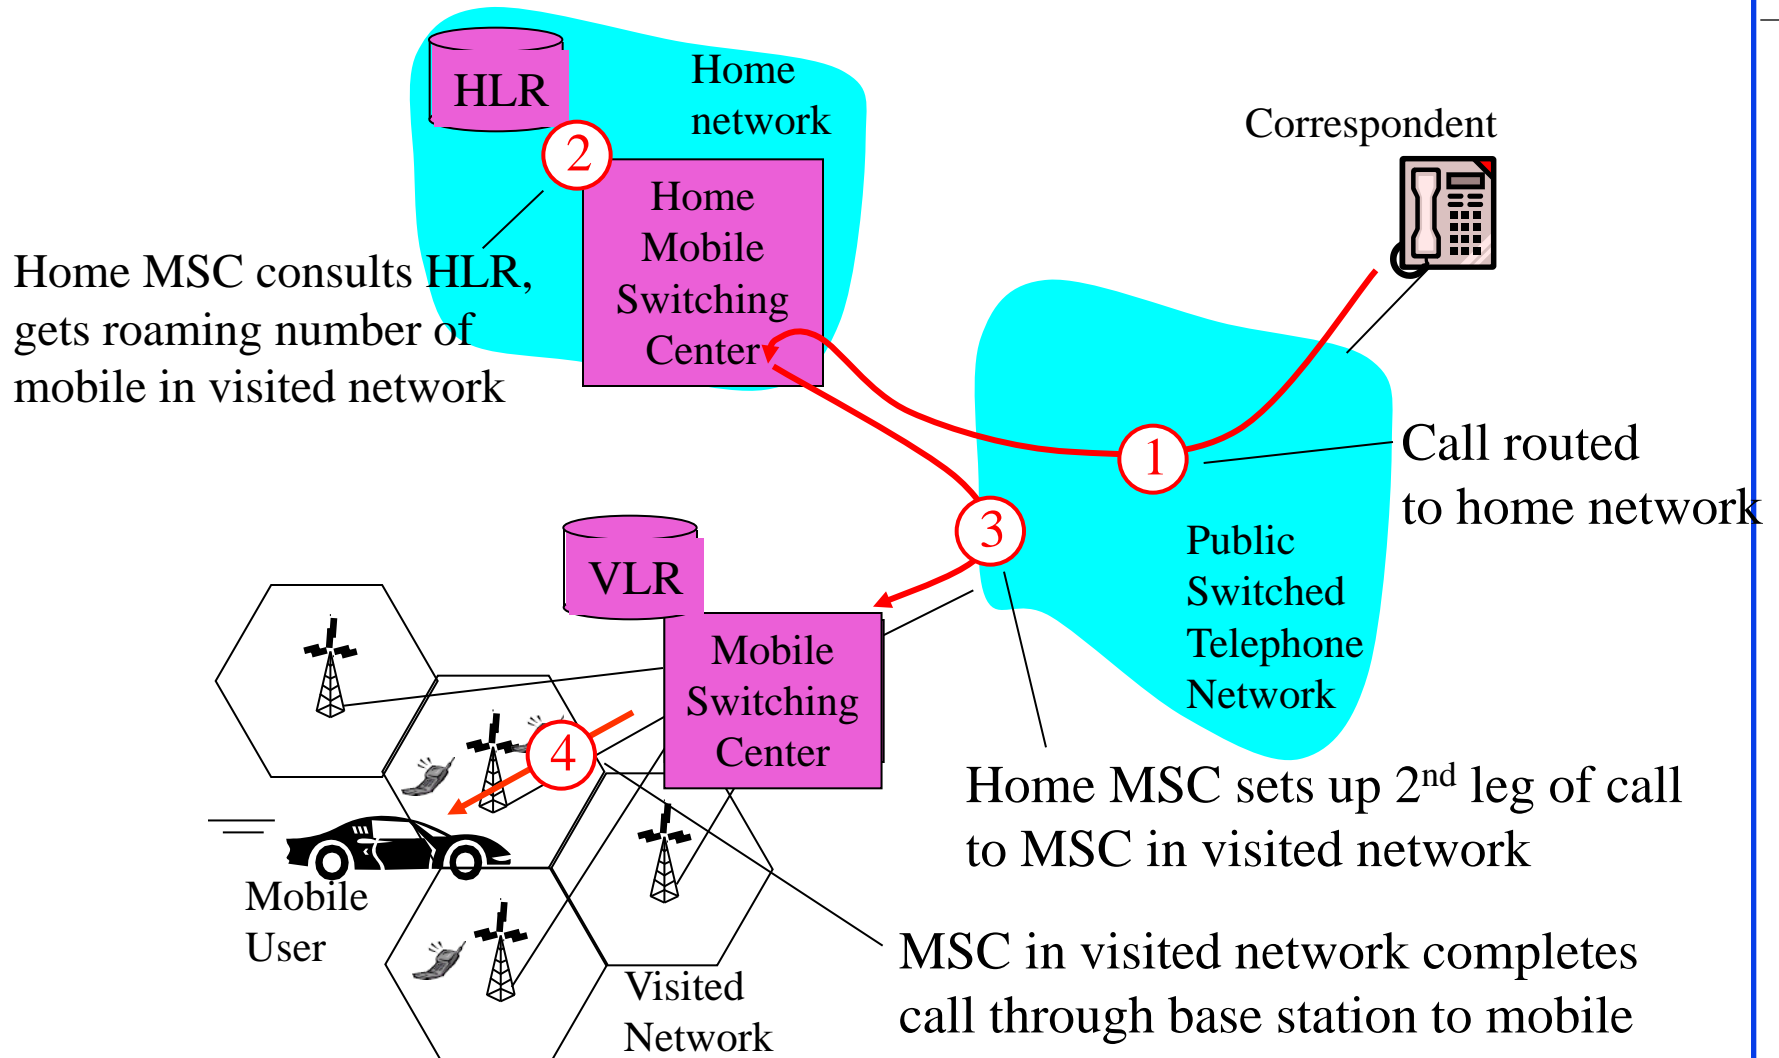 HLR
Home
network
2
Home
Mobile
Switching
Center
Correspondent
Home MSC consults HLR,
gets roaming number of
mobile in visited network
1
Call routed
to home network
3
Public
Switched
Telephone
Network
VLR
Mobile
Switching
Center
4
Home MSC sets up 2nd leg of call
to MSC in visited network
Mobile
User
MSC in visited network completes
call through base station to mobile
Visited
Network